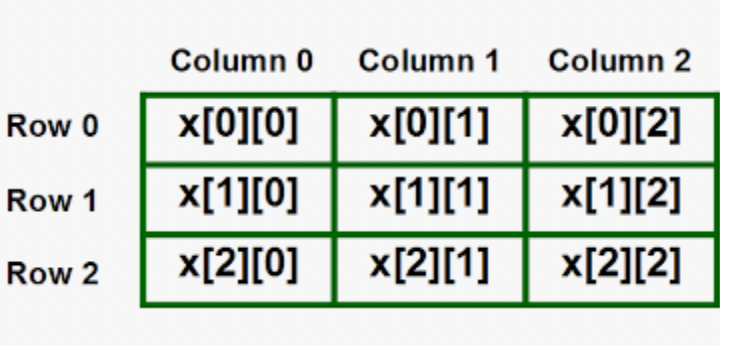 Column 0 Column 1 Column 2
Row 0 x[0][0] x[0][1] x[0][2]
Row 1 x[1][0] x[1][1] x[1][2]
Row 2 x[2][0] x[2][1] x[2][2]